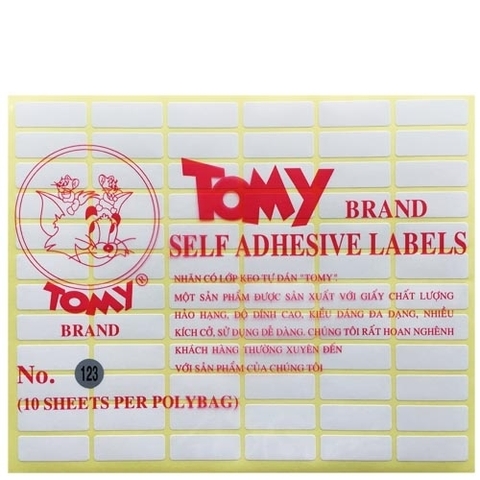 TOMY BRAND
SELF ADHESIVE LABELS
NHÃN CÓ LỚP KEO TỰ DÁN "TOMY".
MỘT SẢN PHẨM ĐƯỢC SẢN XUẤT VỚI GIẤY CHẤT LƯỢNG
HẢO HẠNG, ĐỘ DÍNH CAO, KIỂU DÁNG ĐA DẠNG, NHIỀU
KÍCH CỠ, SỬ DỤNG DỄ DÀNG. CHÚNG TÔI RẤT HOAN NGHÊNH
KHÁCH HÀNG THƯỜNG XUYÊN ĐẾN
VỚI SẢN PHẨM CỦA CHÚNG TÔI
TOMY®
BRAND
No. 123
(10 SHEETS PER POLYBAG)